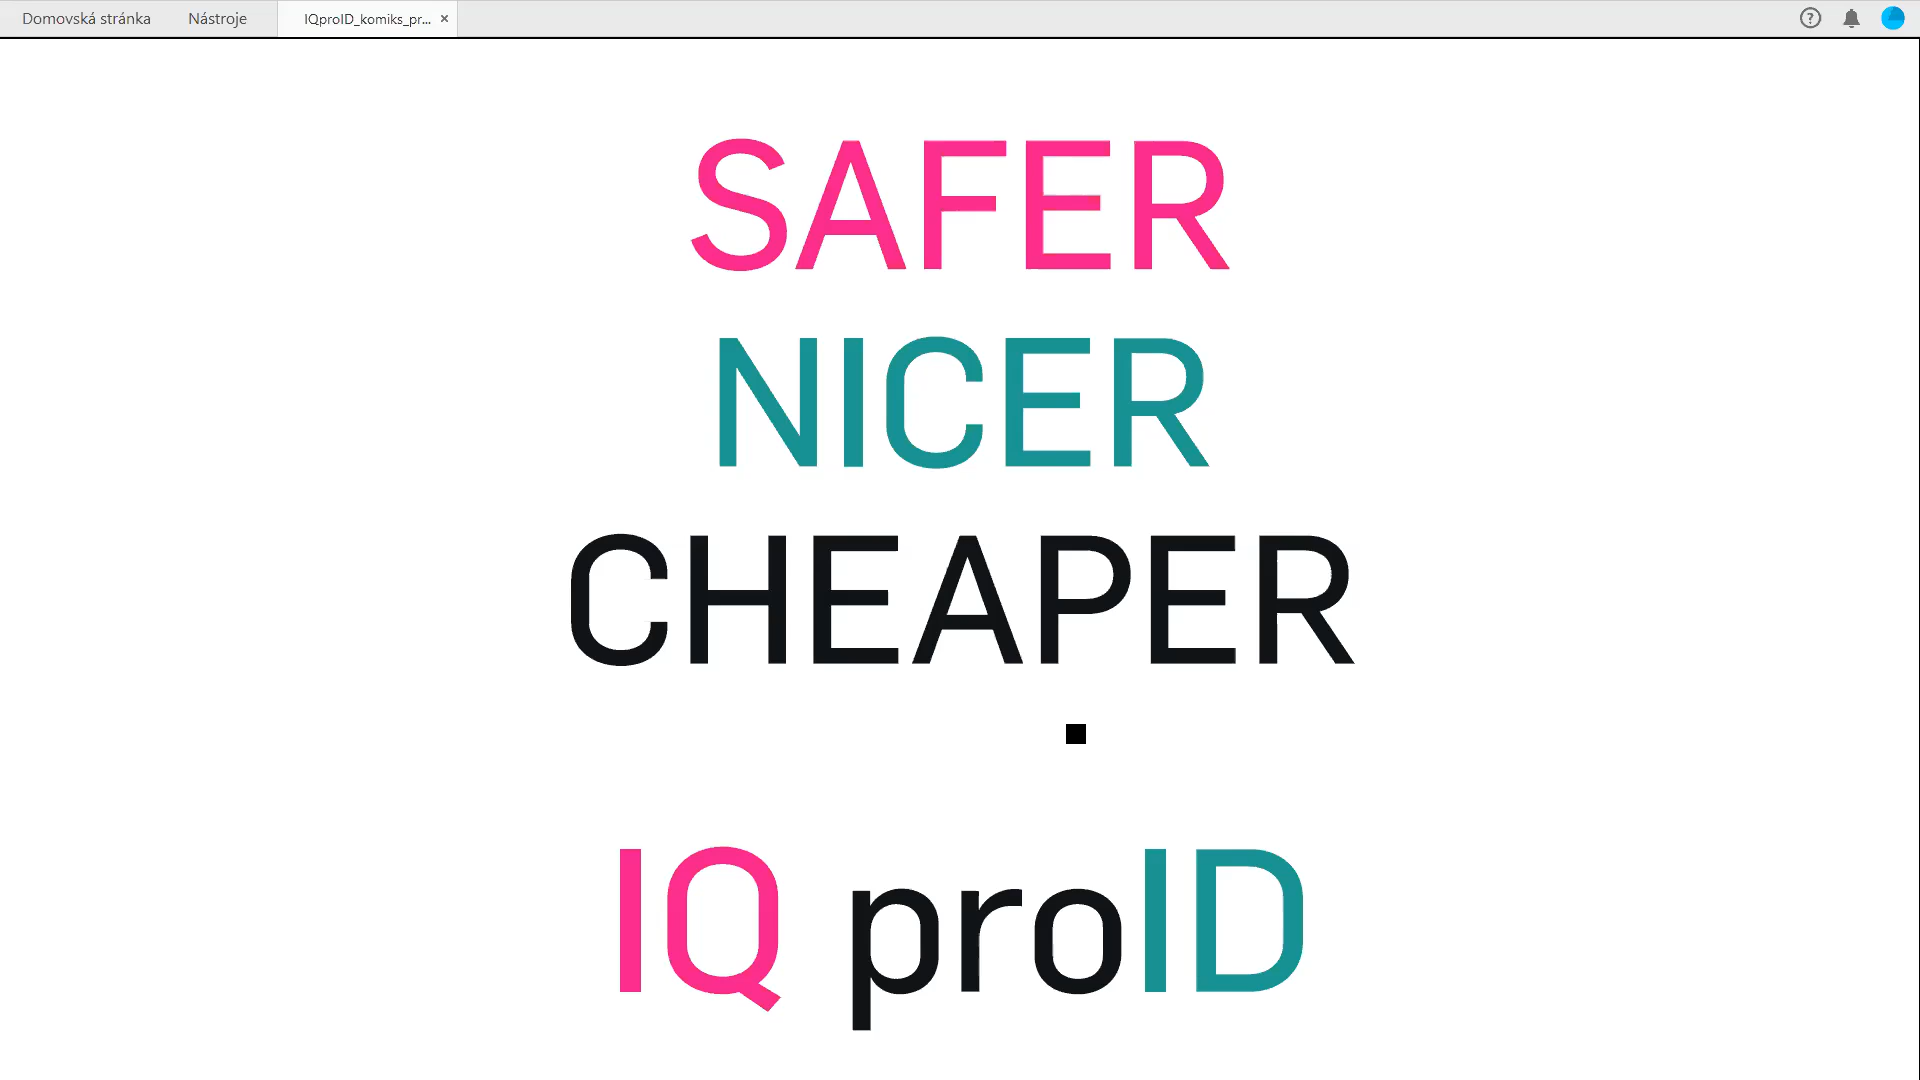 Domovská stránka Nástroje IQproID_komiks_pr... ×
SAFER
NICER
CHEAPER
IQ proID